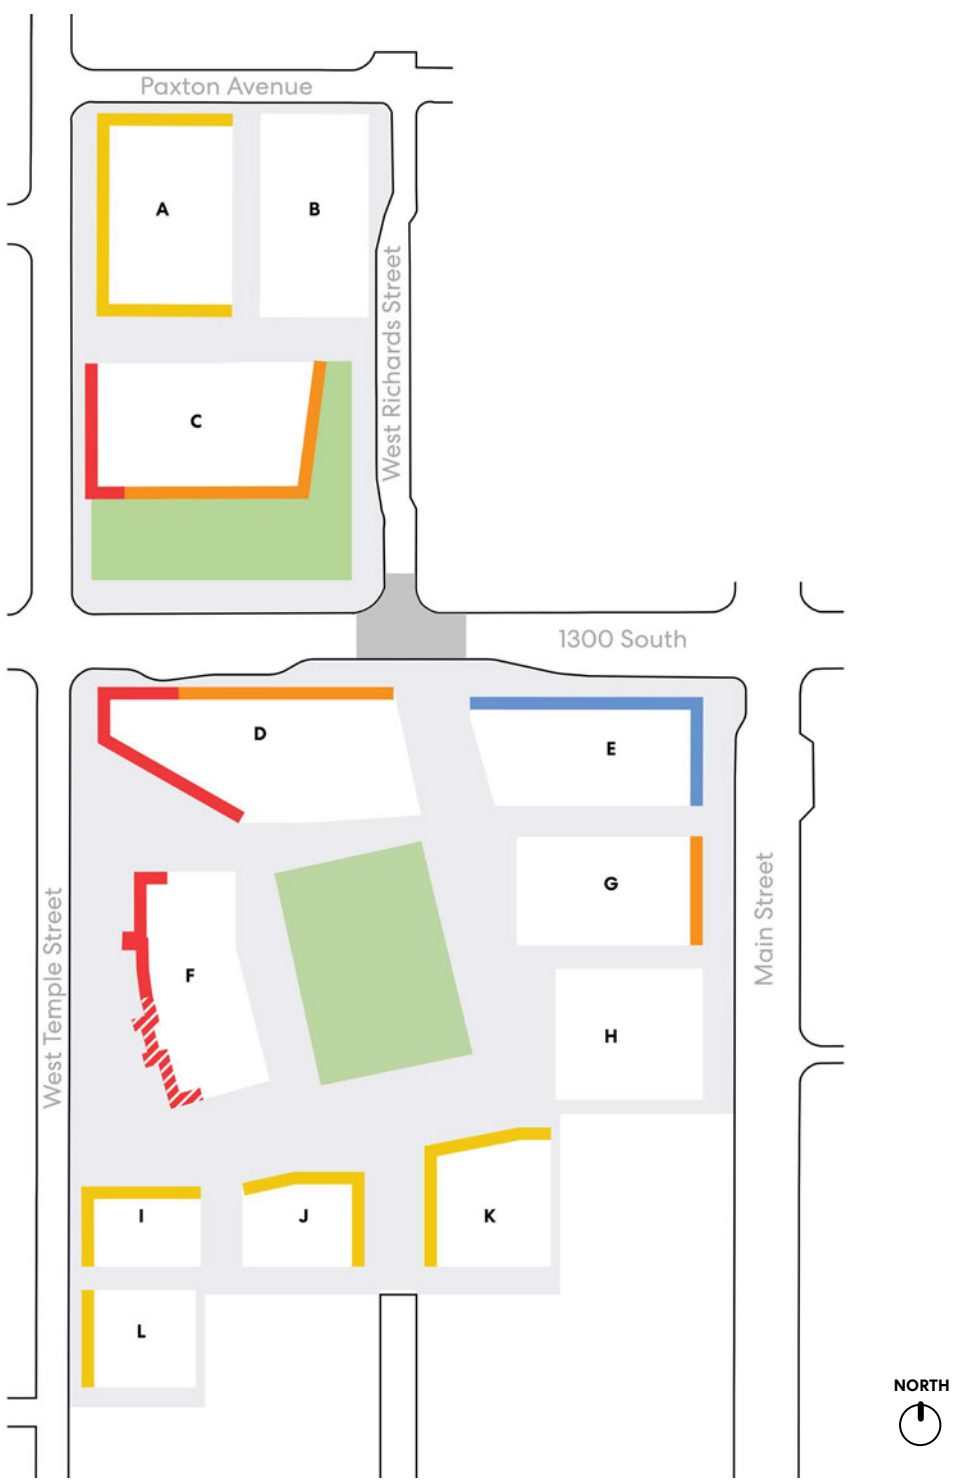 Paxton Avenue
A
B
West Richards Street
C
1300 South
D
E
G
Main Street
West Temple Street
F
H
I
J
K
L
NORTH